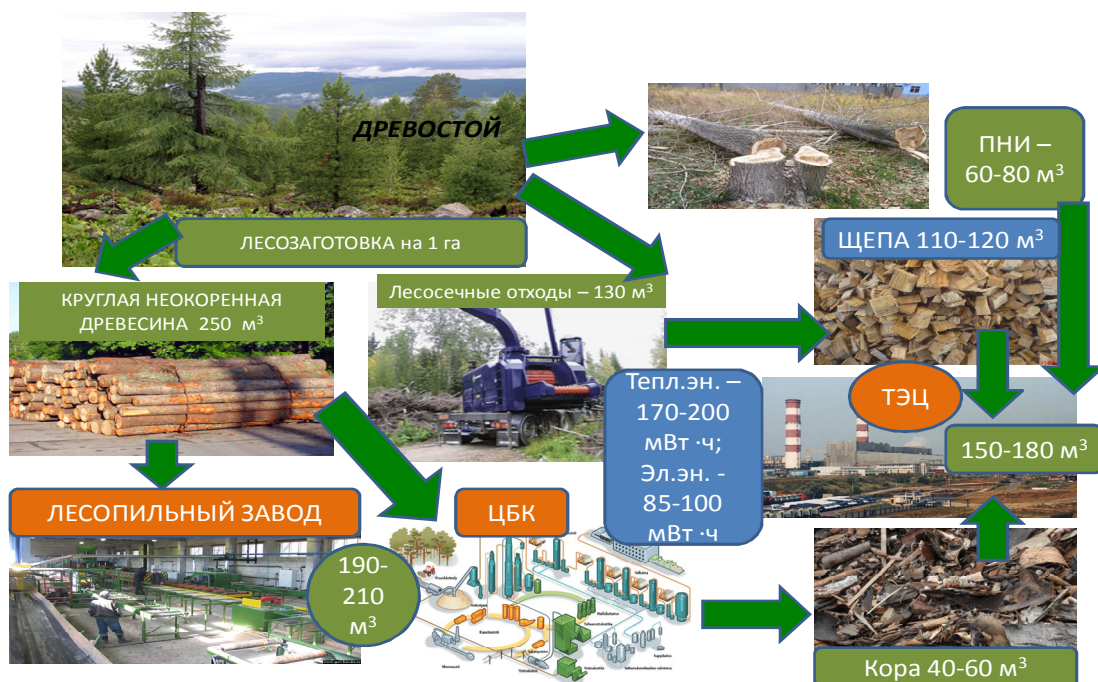 ДРЕВОСТОЙ
ПНИ –
60-80 м³
ЛЕСОЗАГОТОВКА на 1 га
ЩЕПА 110-120 м³
КРУГЛАЯ НЕОКОРЕННАЯ
ДРЕВЕСИНА 250 м³
Лесосечные отходы – 130 м³
Тепл.эн. –
170-200
мВт ·ч;
Эл.эн. -
85-100
мВт ·ч
ТЭЦ
150-180 м³
ЛЕСОПИЛЬНЫЙ ЗАВОД
ЦБК
190-
210
м³
Кора 40-60 м³